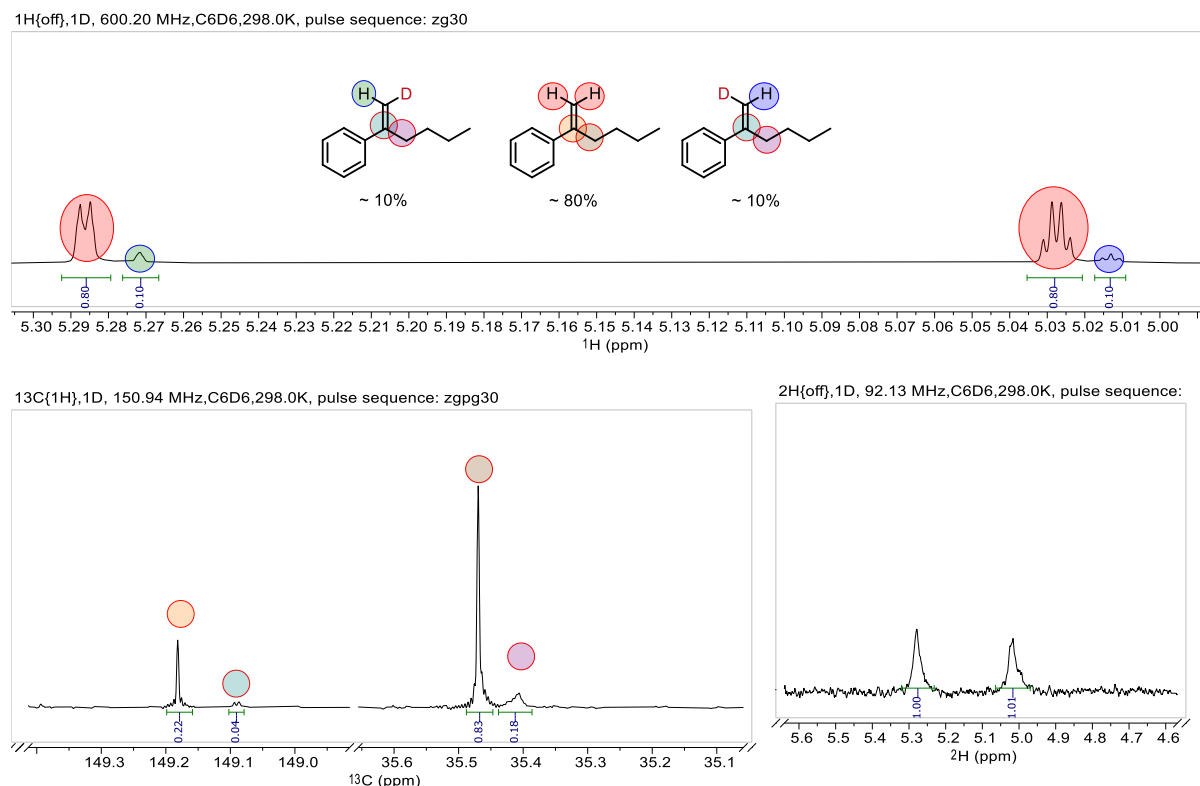 1H{off},1D, 600.20 MHz,C6D6,298.0K, pulse sequence: zg30
H D H H D H
~ 10% ~ 80% ~ 10%
0.80 0.10 0.80 0.10
5.30 5.29 5.28 5.27 5.26 5.25 5.24 5.23 5.22 5.21 5.20 5.19 5.18 5.17 5.16 5.15 5.14 5.13 5.12 5.11 5.10 5.09 5.08 5.07 5.06 5.05 5.04 5.03 5.02 5.01 5.00
1H (ppm)
13C{1H},1D, 150.94 MHz,C6D6,298.0K, pulse sequence: zgpg30
0.22 0.04 0.83 0.18
149.3 149.2 149.1 149.0 35.6 35.5 35.4 35.3 35.2 35.1
13C (ppm)
2H{off},1D, 92.13 MHz,C6D6,298.0K, pulse sequence:
1.00 1.01
5.6 5.5 5.4 5.3 5.2 5.1 5.0 4.9 4.8 4.7 4.6
2H (ppm)